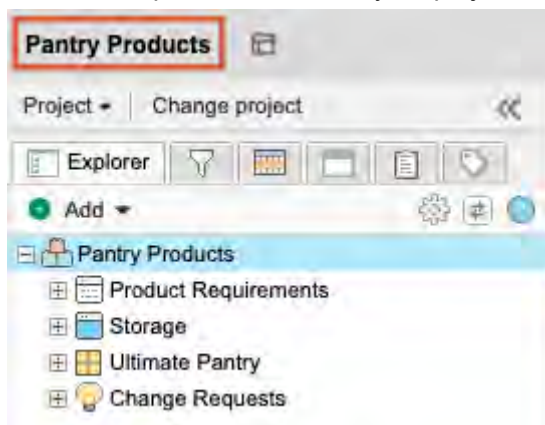 Pantry Products
Project
Change project
Explorer
Add
Pantry Products
Product Requirements
Storage
Ultimate Pantry
Change Requests